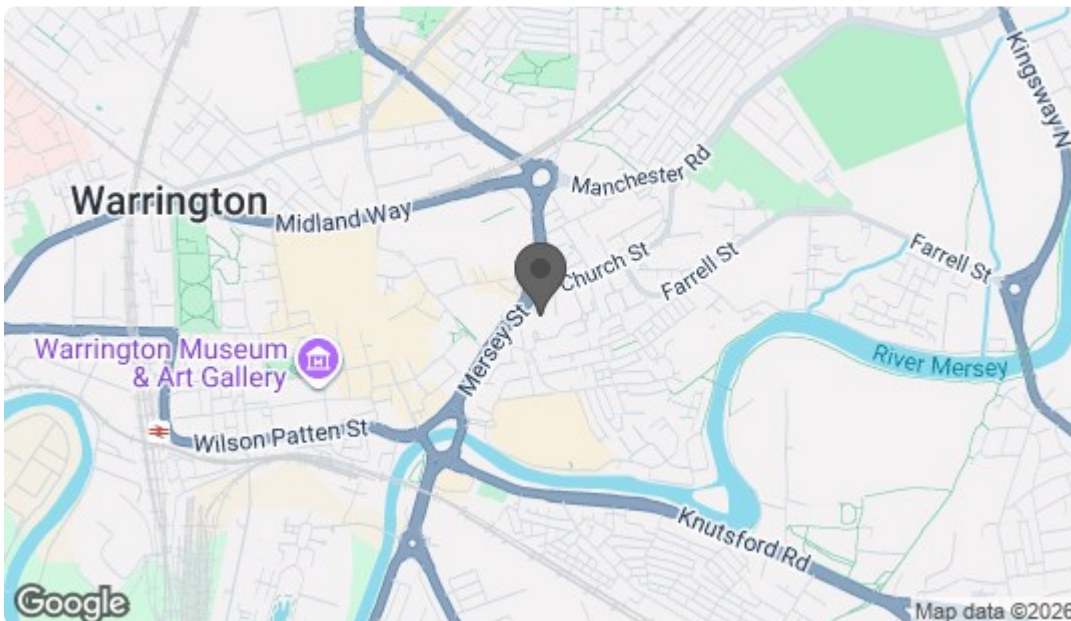 Kingsway N
Manchester Rd
Warrington
Midland Way
Church St
Farrell St
Farrell St
Mersey St
Warrington Museum
& Art Gallery
River Mersey
Wilson Patten St
Knutsford Rd
Google
Map data ©2026